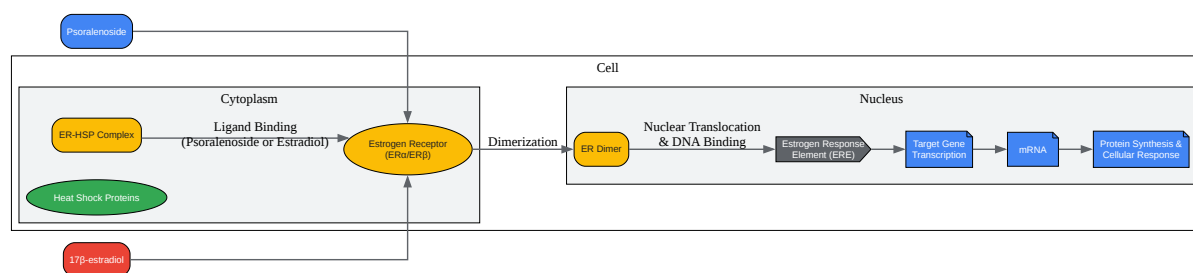 Psoralenoside
Cell
Cytoplasm
Nucleus
ER-HSP Complex
Ligand Binding
(Psoralenoside or Estradiol)
Estrogen Receptor
(ERα/ERβ)
Dimerization
ER Dimer
Nuclear Translocation
& DNA Binding
Estrogen Response
Element (ERE)
Target Gene
Transcription
mRNA
Protein Synthesis &
Cellular Response
Heat Shock Proteins
17β-estradiol